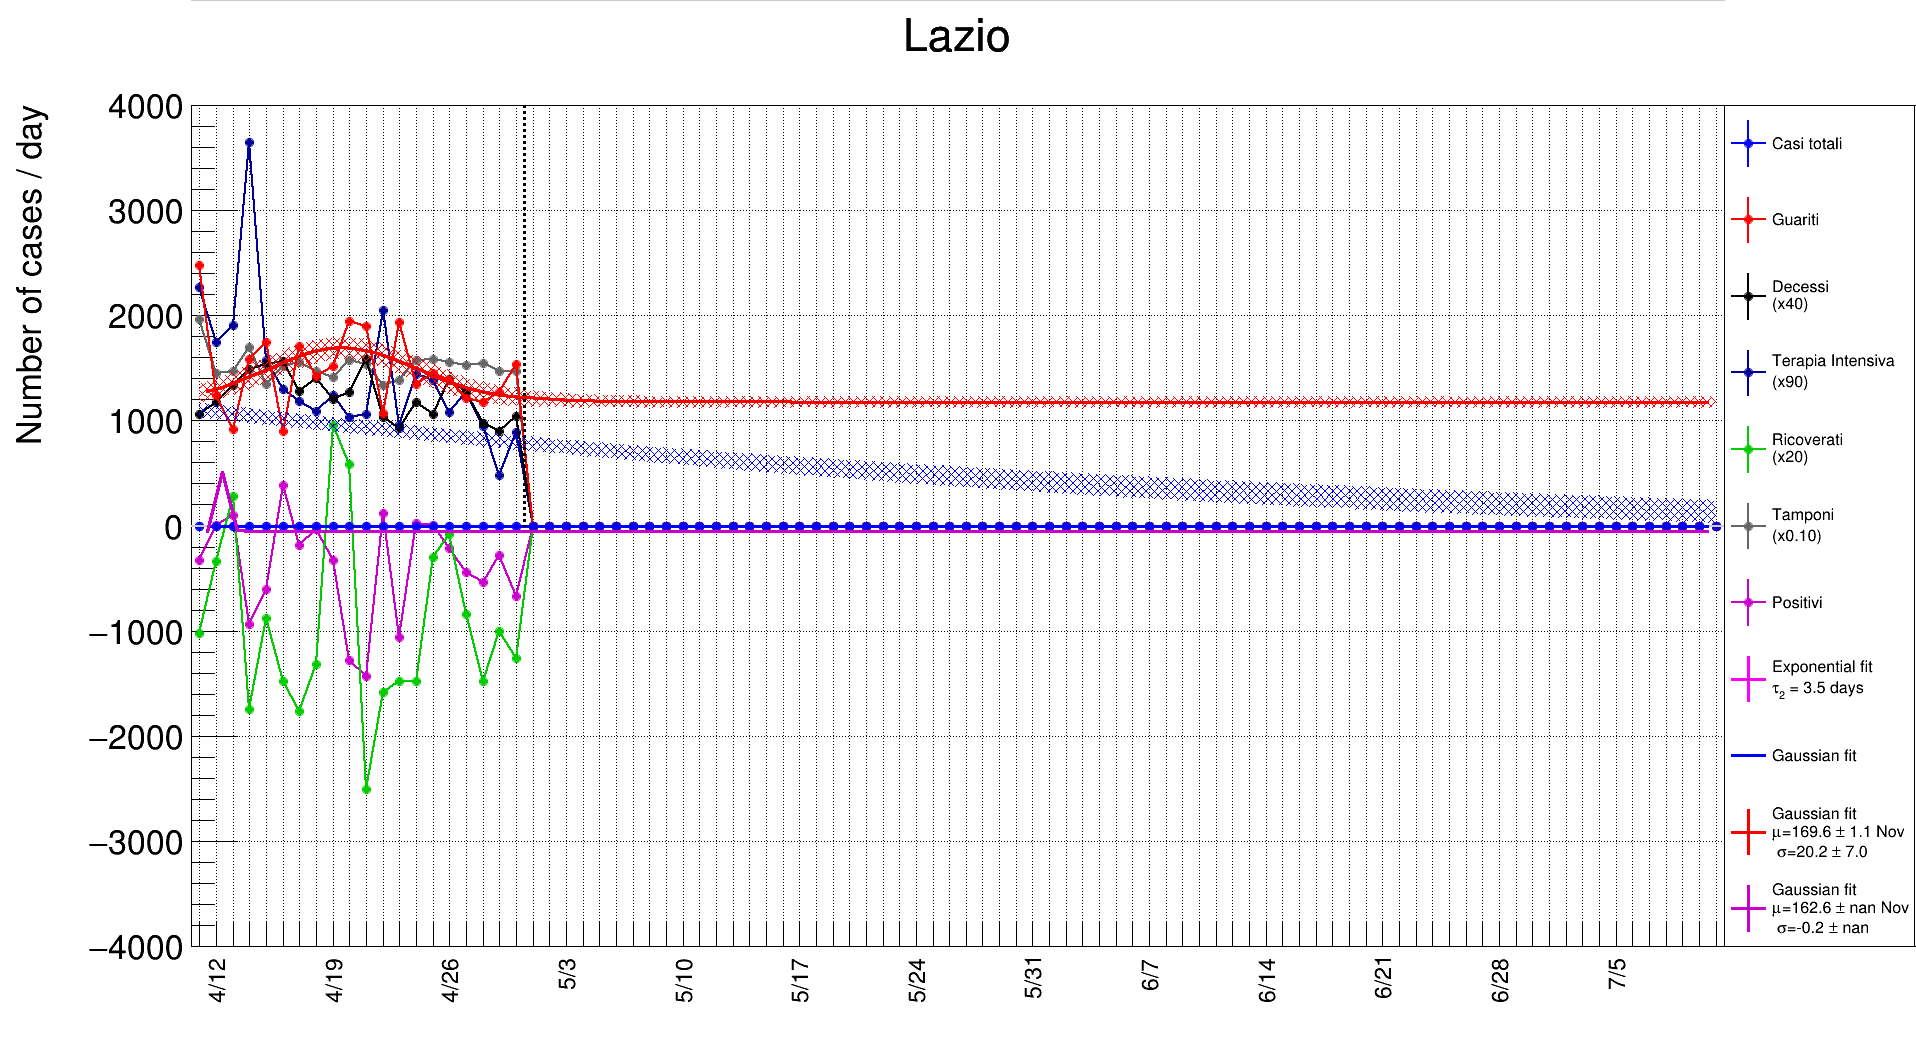 Lazio
Number of cases / day
4000
3000
2000
1000
0
−1000
−2000
−3000
−4000
4/12
4/19
4/26
5/3
5/10
5/17
5/24
5/31
6/7
6/14
6/21
6/28
7/5
Casi totali
Guariti
Decessi
(x40)
Terapia Intensiva
(x90)
Ricoverati
(x20)
Tamponi
(x0.10)
Positivi
Exponential fit
τ2 = 3.5 days
Gaussian fit
Gaussian fit
μ=169.6 ± 1.1 Nov
σ=20.2 ± 7.0
Gaussian fit
μ=162.6 ± nan Nov
σ=-0.2 ± nan